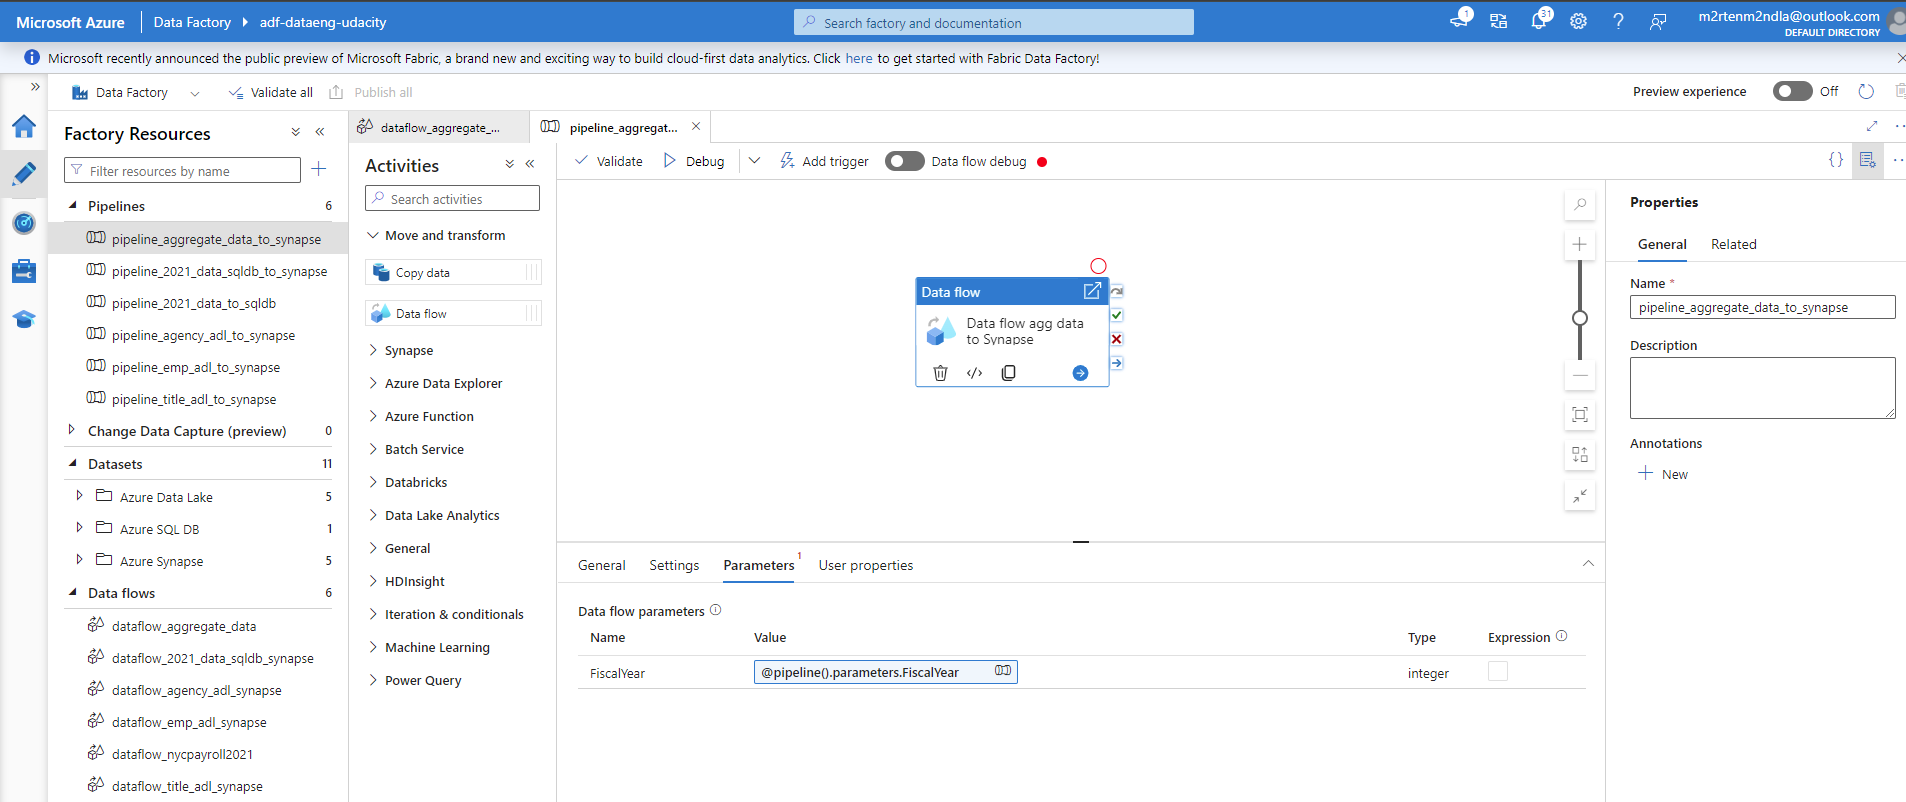 Microsoft Azure
Data Factory
adf-dataeng-udacity
Search factory and documentation
1
31
m2rtenm2ndla@outlook.com
DEFAULT DIRECTORY
Microsoft recently announced the public preview of Microsoft Fabric, a brand new and exciting way to build cloud-first data analytics. Click here to get started with Fabric Data Factory!
Data Factory
Validate all
Publish all
Preview experience
Off
Factory Resources
Filter resources by name
Pipelines 6
pipeline_aggregate_data_to_synapse
pipeline_2021_data_sqldb_to_synapse
pipeline_2021_data_to_sqldb
pipeline_agency_adl_to_synapse
pipeline_emp_adl_to_synapse
pipeline_title_adl_to_synapse
Change Data Capture (preview) 0
Datasets 11
Azure Data Lake 5
Azure SQL DB 1
Azure Synapse 5
Data flows 6
dataflow_aggregate_data
dataflow_2021_data_sqldb_synapse
dataflow_agency_adl_synapse
dataflow_emp_adl_synapse
dataflow_nycpayroll2021
dataflow_title_adl_synapse
dataflow_aggregate_...
pipeline_aggregat...
Activities
Search activities
Move and transform
Copy data
Data flow
Synapse
Azure Data Explorer
Azure Function
Batch Service
Databricks
Data Lake Analytics
General
HDInsight
Iteration & conditionals
Machine Learning
Power Query
Validate
Debug
Add trigger
Data flow debug
Data flow
Data flow agg data
to Synapse
General
Settings
Parameters 1
User properties
Data flow parameters
Name Value Type Expression
FiscalYear @pipeline().parameters.FiscalYear integer
Properties
General
Related
Name *
pipeline_aggregate_data_to_synapse
Description
Annotations
New